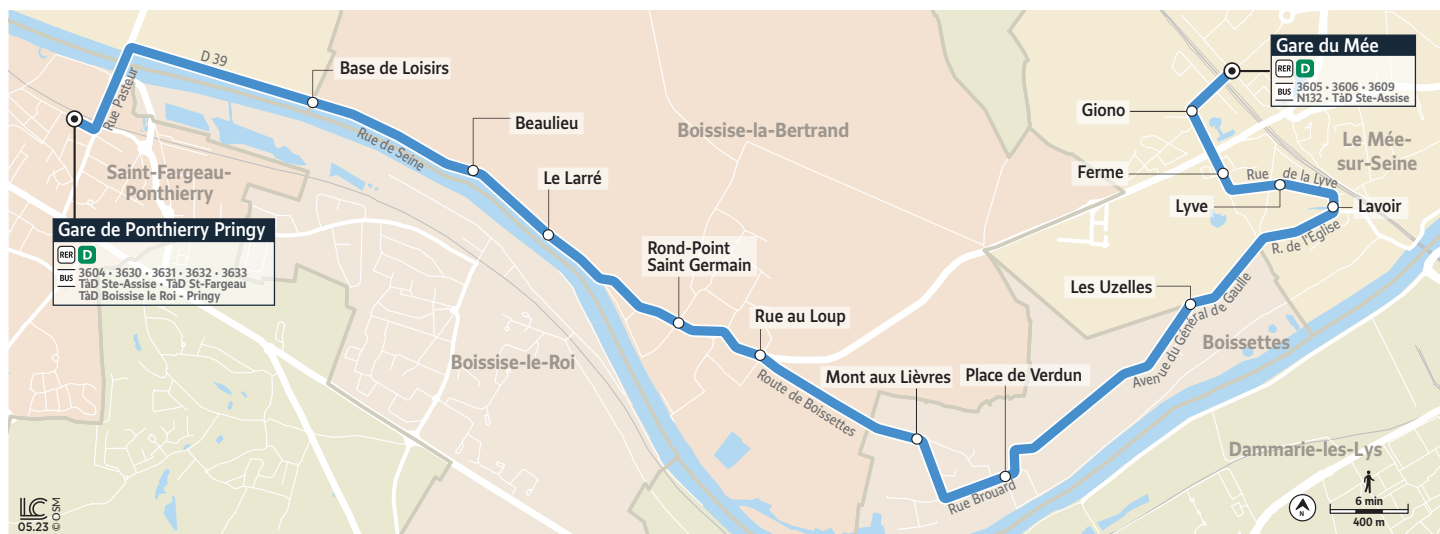 Gare du Mée
RER D
BUS 3605 • 3606 • 3609
N132 • TàD Ste-Assise
D 39
Base de Loisirs
Rue Pasteur
Giono
Beaulieu
Boissise-la-Bertrand
Rue de Seine
Le Mée-
sur-Seine
Saint-Fargeau-
Ponthierry
Le Larré
Ferme
Rue de la Lyve
Lyve
Lavoir
Gare de Ponthierry Pringy
RER D
BUS 3604 • 3630 • 3631 • 3632 • 3633
TàD Ste-Assise • TàD St-Fargeau
TàD Boissise le Roi - Pringy
R. de l'Eglise
Rond-Point
Saint Germain
Les Uzelles
Rue au Loup
Avenue du Général de Gaulle
Boissettes
Boissise-le-Roi
Mont aux Lièvres
Place de Verdun
Route de Boissettes
Dammarie-les-Lys
Rue Brouard
LC
05.23 © OSM
N
6 min
400 m